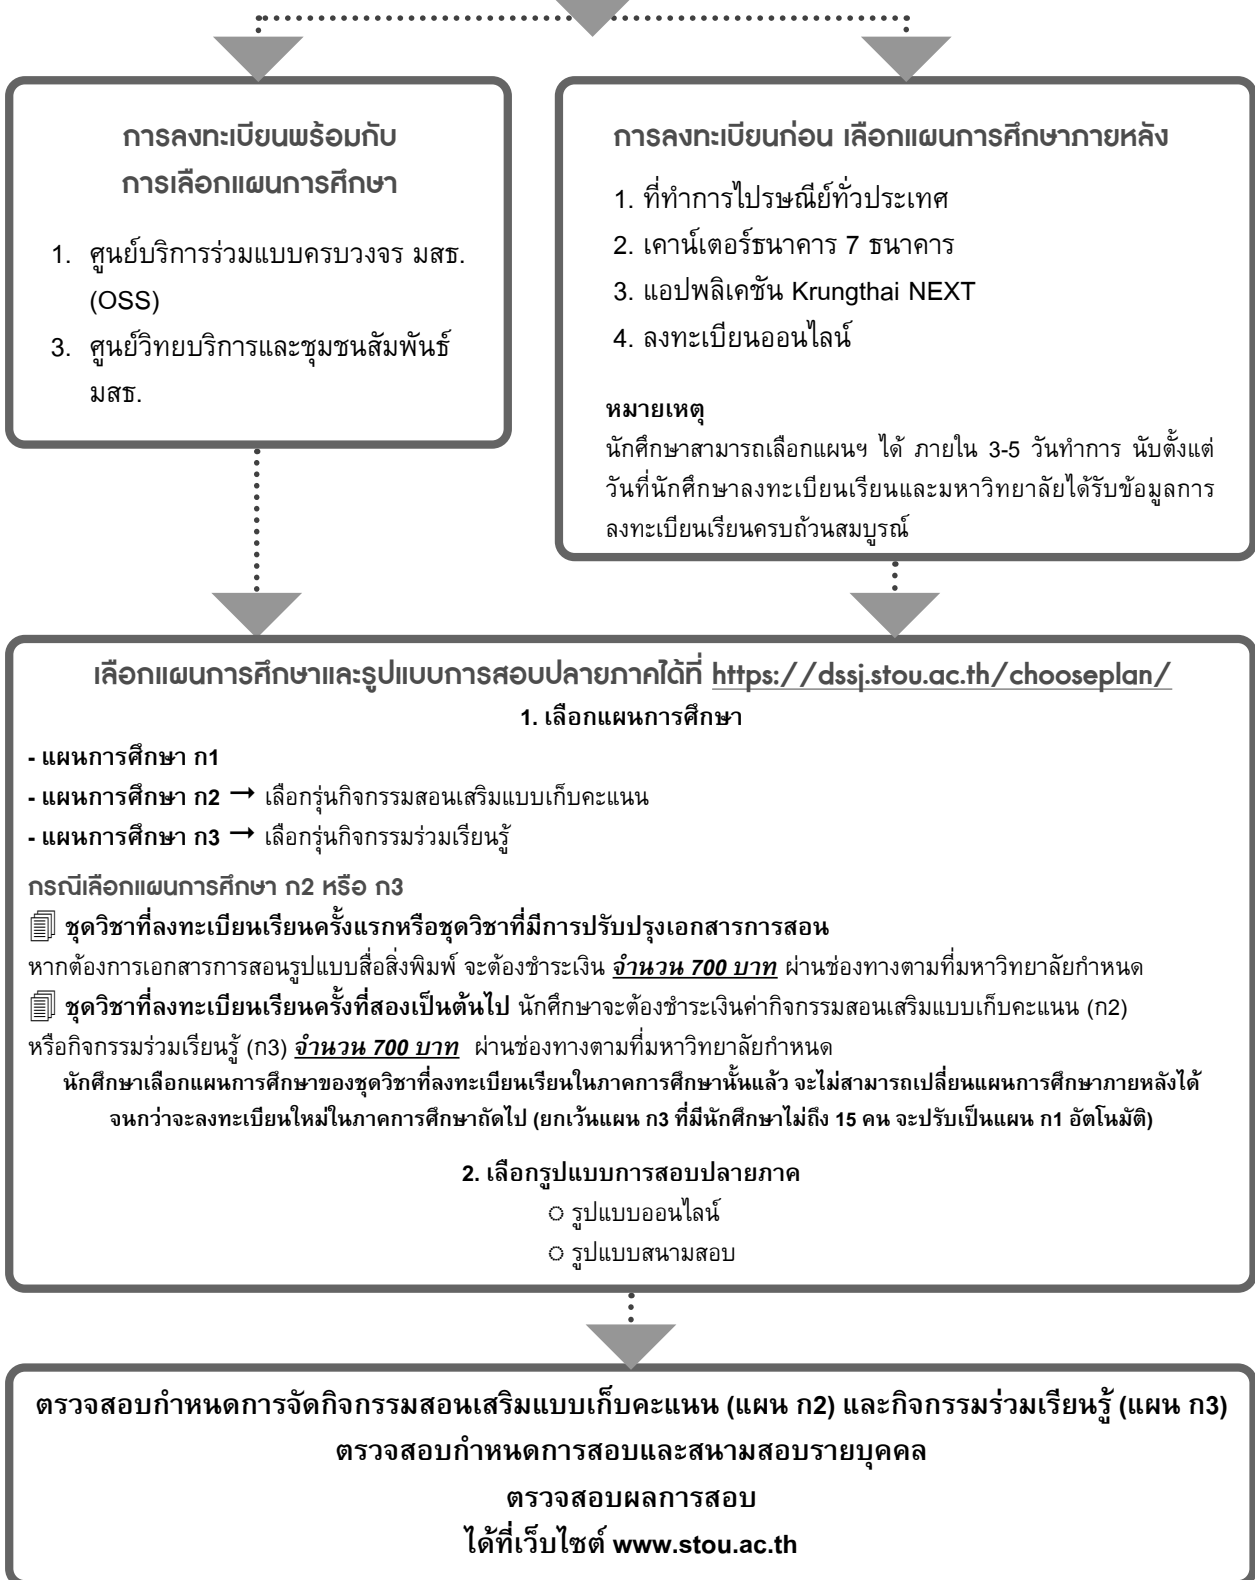 การลงทะเบียนพร้อมกับ
การเลือกแผนการศึกษา
1. ศูนย์บริการร่วมแบบครบวงจร มสธ.
(OSS)
3. ศูนย์วิทยบริการและชุมชนสัมพันธ์
มสธ.
การลงทะเบียนก่อน เลือกแผนการศึกษาภายหลัง
1. ที่ทำการไปรษณีย์ทั่วประเทศ
2. เคาน์เตอร์ธนาคาร 7 ธนาคาร
3. แอปพลิเคชัน Krungthai NEXT
4. ลงทะเบียนออนไลน์
หมายเหตุ
นักศึกษาสามารถเลือกแผนฯ ได้ ภายใน 3-5 วันทำการ นับตั้งแต่
วันที่นักศึกษาลงทะเบียนเรียนและมหาวิทยาลัยได้รับข้อมูลการ
ลงทะเบียนเรียนครบถ้วนสมบูรณ์
เลือกแผนการศึกษาและรูปแบบการสอบปลายภาคได้ที่ https://dssj.stou.ac.th/chooseplan/
1. เลือกแผนการศึกษา
- แผนการศึกษา ก1
- แผนการศึกษา ก2 → เลือกรุ่นกิจกรรมสอนเสริมแบบเก็บคะแนน
- แผนการศึกษา ก3 → เลือกรุ่นกิจกรรมร่วมเรียนรู้
กรณีเลือกแผนการศึกษา ก2 หรือ ก3
ชุดวิชาที่ลงทะเบียนเรียนครั้งแรกหรือชุดวิชาที่มีการปรับปรุงเอกสารการสอน
หากต้องการเอกสารการสอนรูปแบบสื่อสิ่งพิมพ์ จะต้องชำระเงิน จำนวน 700 บาท ผ่านช่องทางตามที่มหาวิทยาลัยกำหนด
ชุดวิชาที่ลงทะเบียนเรียนครั้งที่สองเป็นต้นไป นักศึกษาจะต้องชำระเงินค่ากิจกรรมสอนเสริมแบบเก็บคะแนน (ก2)
หรือกิจกรรมร่วมเรียนรู้ (ก3) จำนวน 700 บาท ผ่านช่องทางตามที่มหาวิทยาลัยกำหนด
นักศึกษาเลือกแผนการศึกษาของชุดวิชาที่ลงทะเบียนเรียนในภาคการศึกษานั้นแล้ว จะไม่สามารถเปลี่ยนแผนการศึกษาภายหลังได้
จนกว่าจะลงทะเบียนใหม่ในภาคการศึกษาถัดไป (ยกเว้นแผน ก3 ที่มีนักศึกษาไม่ถึง 15 คน จะปรับเป็นแผน ก1 อัตโนมัติ)
2. เลือกรูปแบบการสอบปลายภาค
○ รูปแบบออนไลน์
○ รูปแบบสนามสอบ
ตรวจสอบกำหนดการจัดกิจกรรมสอนเสริมแบบเก็บคะแนน (แผน ก2) และกิจกรรมร่วมเรียนรู้ (แผน ก3)
ตรวจสอบกำหนดการสอบและสนามสอบรายบุคคล
ตรวจสอบผลการสอบ
ได้ที่เว็บไซต์ www.stou.ac.th